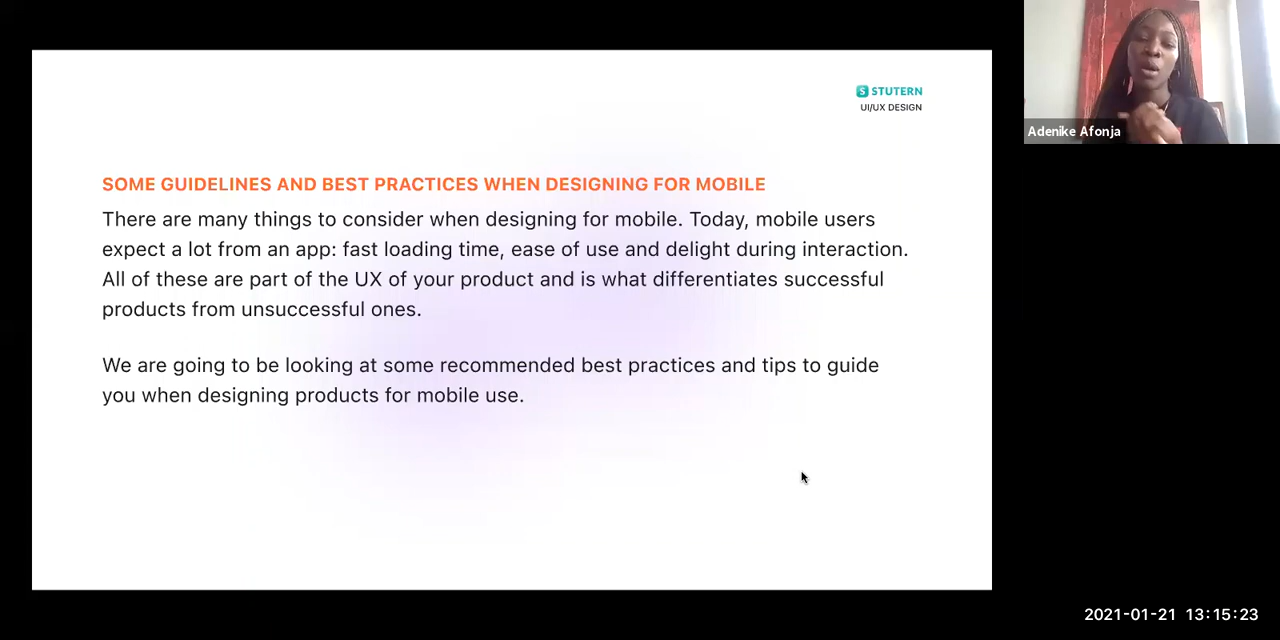 STUTERN
UI/UX DESIGN
SOME GUIDELINES AND BEST PRACTICES WHEN DESIGNING FOR MOBILE
There are many things to consider when designing for mobile. Today, mobile users
expect a lot from an app: fast loading time, ease of use and delight during interaction.
All of these are part of the UX of your product and is what differentiates successful
products from unsuccessful ones.
We are going to be looking at some recommended best practices and tips to guide
you when designing products for mobile use.
Adenike Afonja
2021-01-21 13:15:23